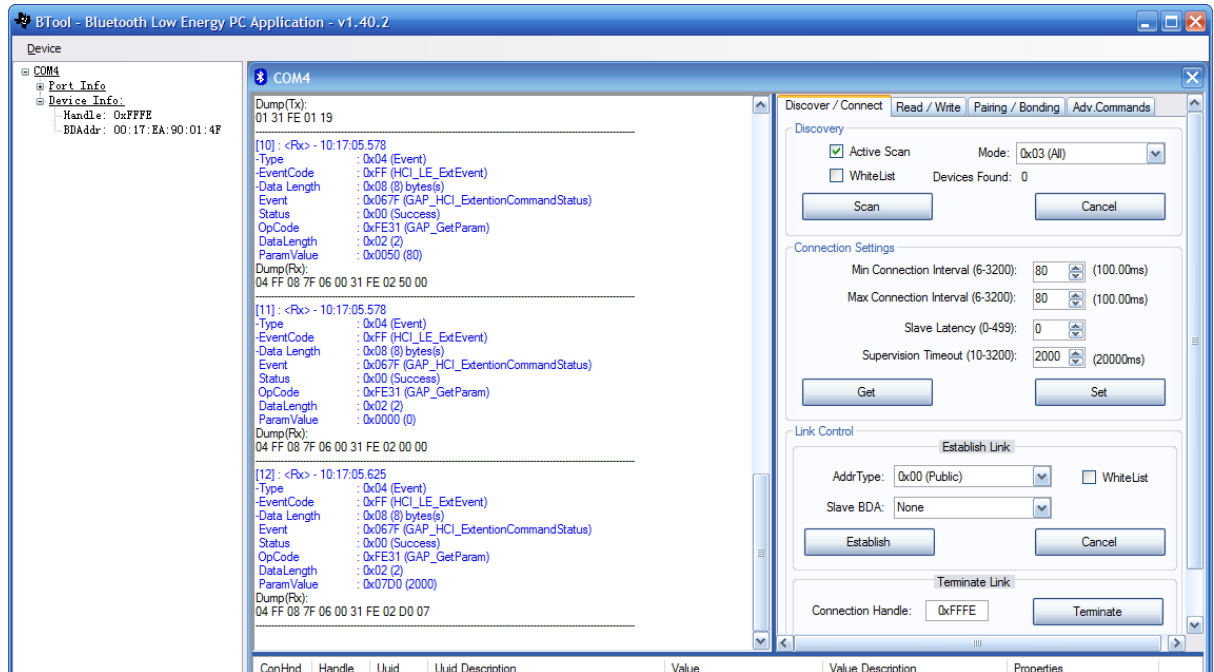 BTool - Bluetooth Low Energy PC Application - v1.40.2
Device
COM4
Port Info
Device Info:
Handle: 0xFFFE
BDAddr: 00:17:EA:90:01:4F
COM4
Dump(Tx):
01 31 FE 01 19
[10] : <Rx> - 10:17:05.578
-Type : 0x04 (Event)
-EventCode : 0xFF (HCI_LE_ExtEvent)
-Data Length : 0x08 (8) bytes(s)
Event : 0x067F (GAP_HCI_ExtentionCommandStatus)
Status : 0x00 (Success)
OpCode : 0xFE31 (GAP_GetParam)
DataLength : 0x02 (2)
ParamValue : 0x0050 (80)
Dump(Rx):
04 FF 08 7F 06 00 31 FE 02 50 00
[11] : <Rx> - 10:17:05.578
-Type : 0x04 (Event)
-EventCode : 0xFF (HCI_LE_ExtEvent)
-Data Length : 0x08 (8) bytes(s)
Event : 0x067F (GAP_HCI_ExtentionCommandStatus)
Status : 0x00 (Success)
OpCode : 0xFE31 (GAP_GetParam)
DataLength : 0x02 (2)
ParamValue : 0x0000 (0)
Dump(Rx):
04 FF 08 7F 06 00 31 FE 02 00 00
[12] : <Rx> - 10:17:05.625
-Type : 0x04 (Event)
-EventCode : 0xFF (HCI_LE_ExtEvent)
-Data Length : 0x08 (8) bytes(s)
Event : 0x067F (GAP_HCI_ExtentionCommandStatus)
Status : 0x00 (Success)
OpCode : 0xFE31 (GAP_GetParam)
DataLength : 0x02 (2)
ParamValue : 0x07D0 (2000)
Dump(Rx):
04 FF 08 7F 06 00 31 FE 02 D0 07
Discover / Connect Read / Write Pairing / Bonding Adv.Commands
Discovery
Active Scan Mode: 0x03 (All)
WhiteList Devices Found: 0
Scan Cancel
Connection Settings
Min Connection Interval (6-3200): 80 (100.00ms)
Max Connection Interval (6-3200): 80 (100.00ms)
Slave Latency (0-499): 0
Supervision Timeout (10-3200): 2000 (20000ms)
Get Set
Link Control
Establish Link
AddrType: 0x00 (Public) WhiteList
Slave BDA: None
Establish Cancel
Terminate Link
Connection Handle: 0xFFFE Terminate
ConHnd Handle Uuid Uuid Description Value Value Description Properties